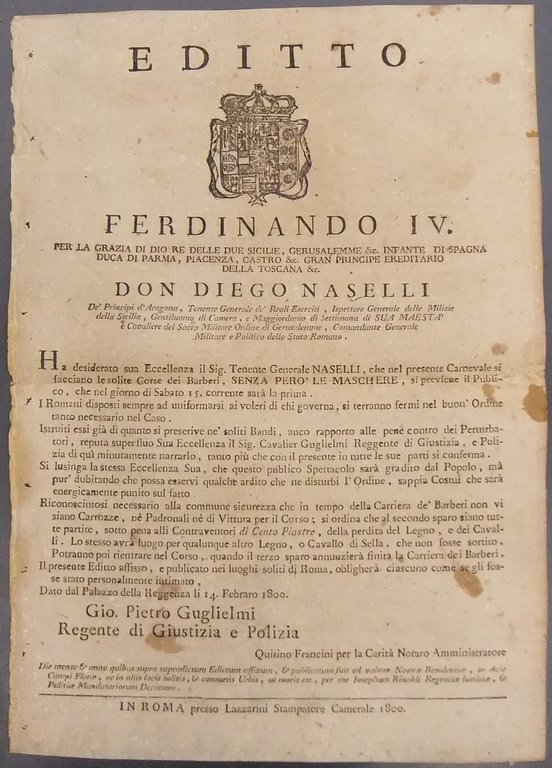 EDITTO
FERDINANDO IV.
PER LA GRAZIA DI DIO RE DELLE DUE SICILIE, GERUSALEMME &c. INFANTE DI SPAGNA
DUCA DI PARMA, PIACENZA, CASTRO &c. GRAN PRINCIPE EREDITARIO
DELLA TOSCANA &c.
DON DIEGO NASELLI
De' Principi d'Aragona, Tenente Generale de' Reali Eserciti, Ispettore Generale delle Milizie
della Sicilia, Gentiluomo di Camera, e Maggiordomo di Settimana di SUA MAESTA'
e Cavaliere del Sacro Militare Ordine di Gerusalemme, Comandante Generale
Militare e Politico dello Stato Romano.
Ha desiderato sua Eccellenza il Sig. Tenente Generale NASELLI, che nel presente Carnevale si
facciano le solite Corse dei Barberi, SENZA PERO' LE MASCHERE, si previene il Publi-
co, che nel giorno di Sabato 15. corrente sarà la prima.
I Romani disposti sempre ad uniformarsi ai voleri di chi governa, si terranno fermi nel buon' Ordine
tanto necessario nel Caso.
Istruiti essi già di quanto si prescrive ne' soliti Bandi, anco rapporto alle pene contro dei Perturba-
tori, reputa superfluo Sua Eccellenza il Sig. Cavalier Guglielmi Reggente di Giustizia, e Poli-
zia di quì minutamente narrarlo, tanto più che con il presente in tutte le sue parti si conferma.
Si lusinga la stessa Eccellenza Sua, che questo publico Spettacolo sarà gradito dal Popolo, mà
pur' dubitando che possa esservi qualche ardito che ne disturbi l'Ordine, sappia Costui che sarà
energicamente punito sul fatto.
Riconosciutosi necessario alla commune sicurezza che in tempo della Carriera de' Barberi non vi
siano Carrozze, nè Padronali nè di Vittura per il Corso; si ordina che al secondo sparo siano tut-
te partite, sotto pena alli Contraventori di Cento Piastre, della perdita del Legno, e dei Caval-
li. Lo stesso avrà luogo per qualunque altro Legno, o Cavallo di Sella, che non fosse sortito.
Potranno poi rientrare nel Corso, quando il terzo sparo annunzierà finita la Carriera dei Barberi.
Il presente Editto affisso, e publicato nei luoghi soliti di Roma, obligherà ciascuno come se gli fos-
se stato personalmente intimato.
Dato dal Palazzo della Reggenza li 14. Febraro 1800.
Gio. Pietro Guglielmi
Regente di Giustizia e Polizia
Quirino Francini per la Carità Notaro Amministratore
Die mense & anno quibus supra supradictum Edictum affixum, & publicatum fuit ad valvas Nostræ Residentiæ, in Acie
Campi Floræ, ac in aliis locis solitis, & consuetis Urbis, ut moris est, per me Josephum Rinaldi Regenciæ Justitiæ, &
Politiæ Mandatariorum Decanum.
IN ROMA presso Lazzarini Stampatore Camerale 1800.